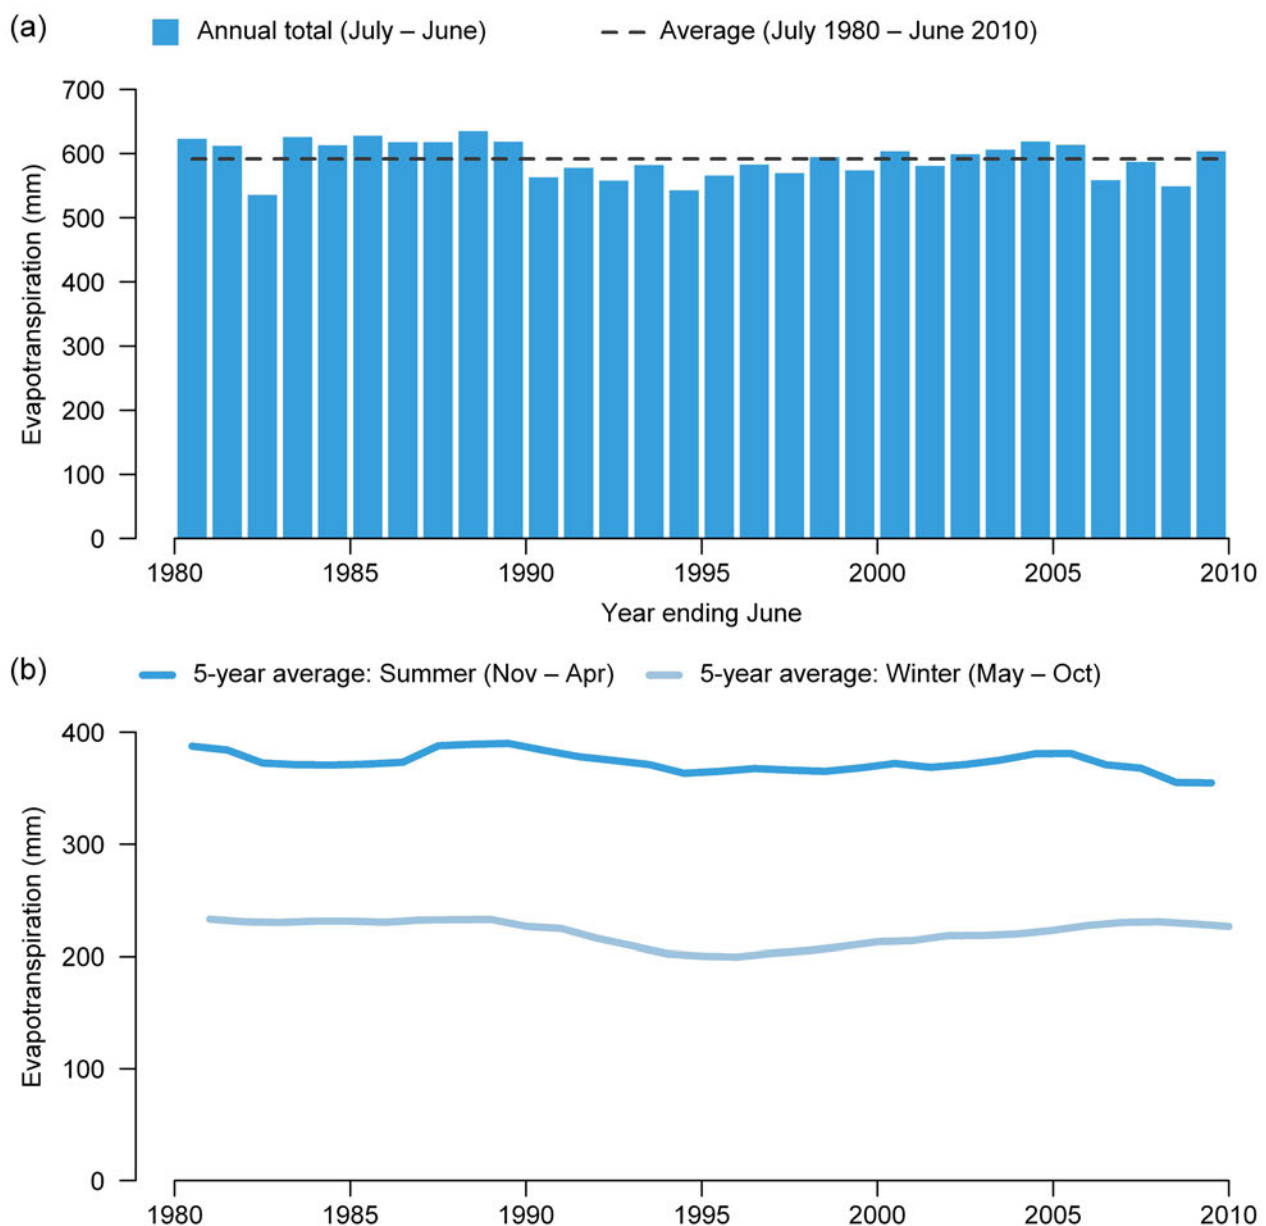 (a)
Annual total (July – June)
Average (July 1980 – June 2010)
700
600
500
400
300
200
100
0
Evapotranspiration (mm)
1980 1985 1990 1995 2000 2005 2010
Year ending June
(b)
5-year average: Summer (Nov – Apr)
5-year average: Winter (May – Oct)
400
300
200
100
0
Evapotranspiration (mm)
1980 1985 1990 1995 2000 2005 2010